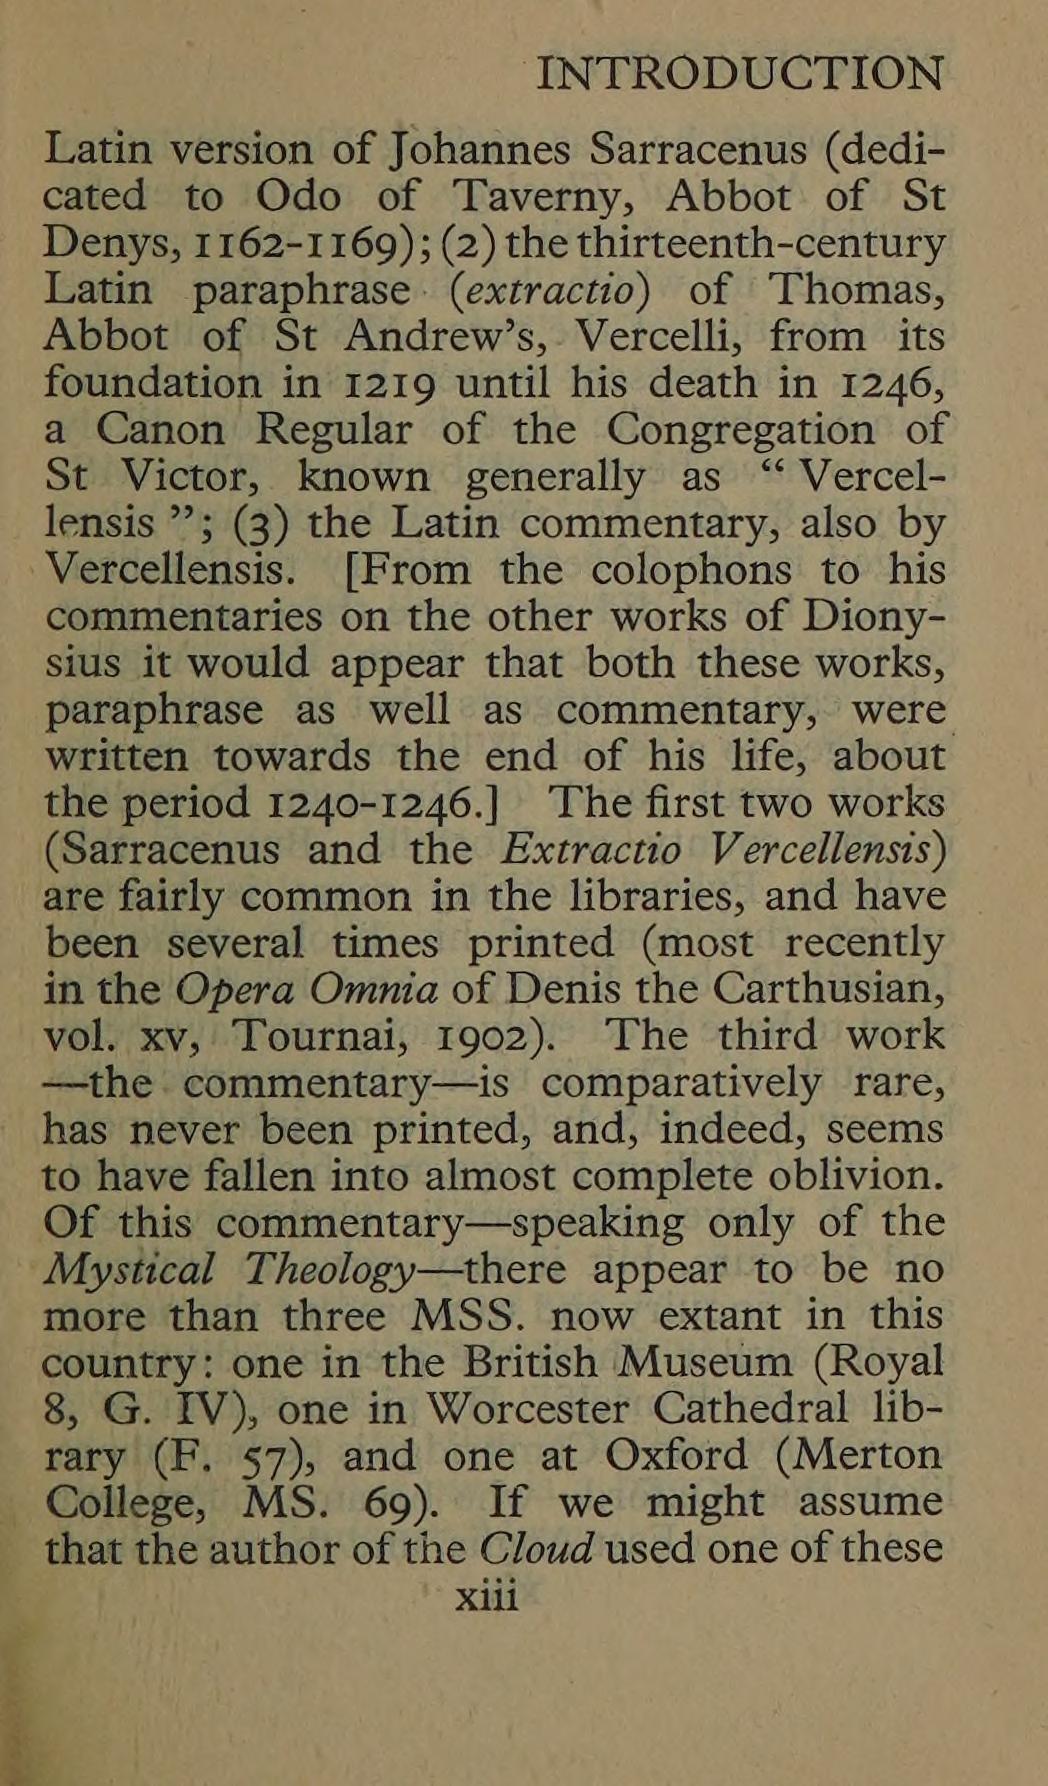 INTRODUCTION
Latin version of Johannes Sarracenus (dedi-
cated to Odo of Taverny, Abbot of St
Denys, 1162-1169); (2) the thirteenth-century
Latin paraphrase (extractio) of Thomas,
Abbot of St Andrew's, Vercelli, from its
foundation in 1219 until his death in 1246,
a Canon Regular of the Congregation of
St Victor, known generally as “ Vercel-
lensis ”; (3) the Latin commentary, also by
Vercellensis. [From the colophons to his
commentaries on the other works of Diony-
sius it would appear that both these works,
paraphrase as well as commentary, were
written towards the end of his life, about
the period 1240-1246.] The first two works
(Sarracenus and the Extractio Vercellensis)
are fairly common in the libraries, and have
been several times printed (most recently
in the Opera Omnia of Denis the Carthusian,
vol. xv, Tournai, 1902). The third work
—the commentary—is comparatively rare,
has never been printed, and, indeed, seems
to have fallen into almost complete oblivion.
Of this commentary—speaking only of the
Mystical Theology—there appear to be no
more than three MSS. now extant in this
country: one in the British Museum (Royal
8, G. IV), one in Worcester Cathedral lib-
rary (F. 57), and one at Oxford (Merton
College, MS. 69). If we might assume
that the author of the Cloud used one of these
xiii